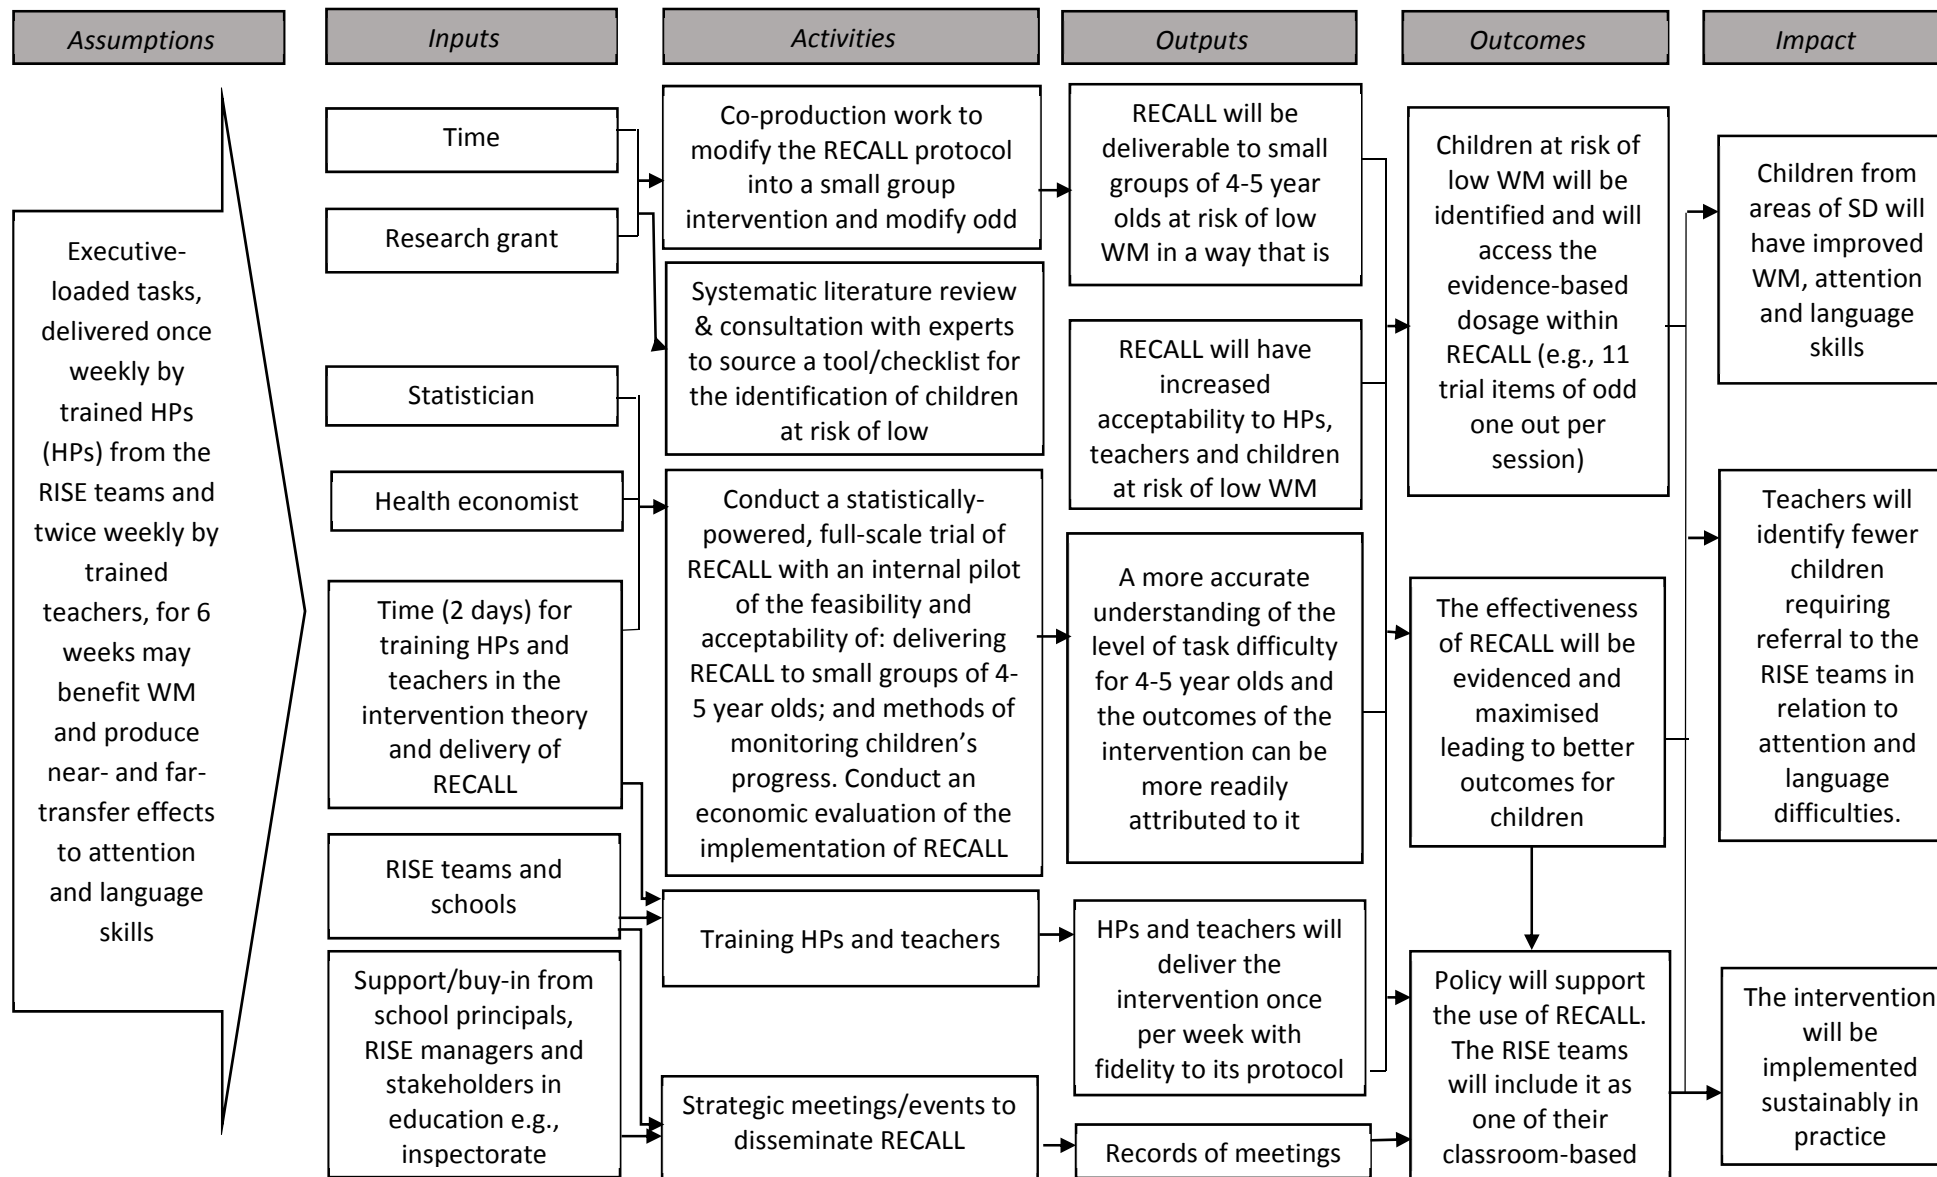 Assumptions
Inputs
Activities
Outputs
Outcomes
Impact
Executive-
loaded tasks,
delivered once
weekly by
trained HPs
(HPs) from the
RISE teams and
twice weekly by
trained
teachers, for 6
weeks may
benefit WM
and produce
near- and far-
transfer effects
to attention
and language
skills
Time
Research grant
Statistician
Health economist
Time (2 days) for
training HPs and
teachers in the
intervention theory
and delivery of
RECALL
RISE teams and
schools
Support/buy-in from
school principals,
RISE managers and
stakeholders in
education e.g.,
inspectorate
Co-production work to
modify the RECALL protocol
into a small group
intervention and modify odd
Systematic literature review
& consultation with experts
to source a tool/checklist for
the identification of children
at risk of low
Conduct a statistically-
powered, full-scale trial of
RECALL with an internal pilot
of the feasibility and
acceptability of: delivering
RECALL to small groups of 4-
5 year olds; and methods of
monitoring children's
progress. Conduct an
economic evaluation of the
implementation of RECALL
Training HPs and teachers
Strategic meetings/events to
disseminate RECALL
RECALL will be
deliverable to small
groups of 4-5 year
olds at risk of low
WM in a way that is
RECALL will have
increased
acceptability to HPs,
teachers and children
at risk of low WM
A more accurate
understanding of the
level of task difficulty
for 4-5 year olds and
the outcomes of the
intervention can be
more readily
attributed to it
HPs and teachers will
deliver the
intervention once
per week with
fidelity to its protocol
Records of meetings
Children at risk of
low WM will be
identified and will
access the
evidence-based
dosage within
RECALL (e.g., 11
trial items of odd
one out per
session)
The effectiveness
of RECALL will be
evidenced and
maximised
leading to better
outcomes for
children
Policy will support
the use of RECALL.
The RISE teams
will include it as
one of their
classroom-based
Children from
areas of SD will
have improved
WM, attention
and language
skills
Teachers will
identify fewer
children
requiring
referral to the
RISE teams in
relation to
attention and
language
difficulties.
The intervention
will be
implemented
sustainably in
practice